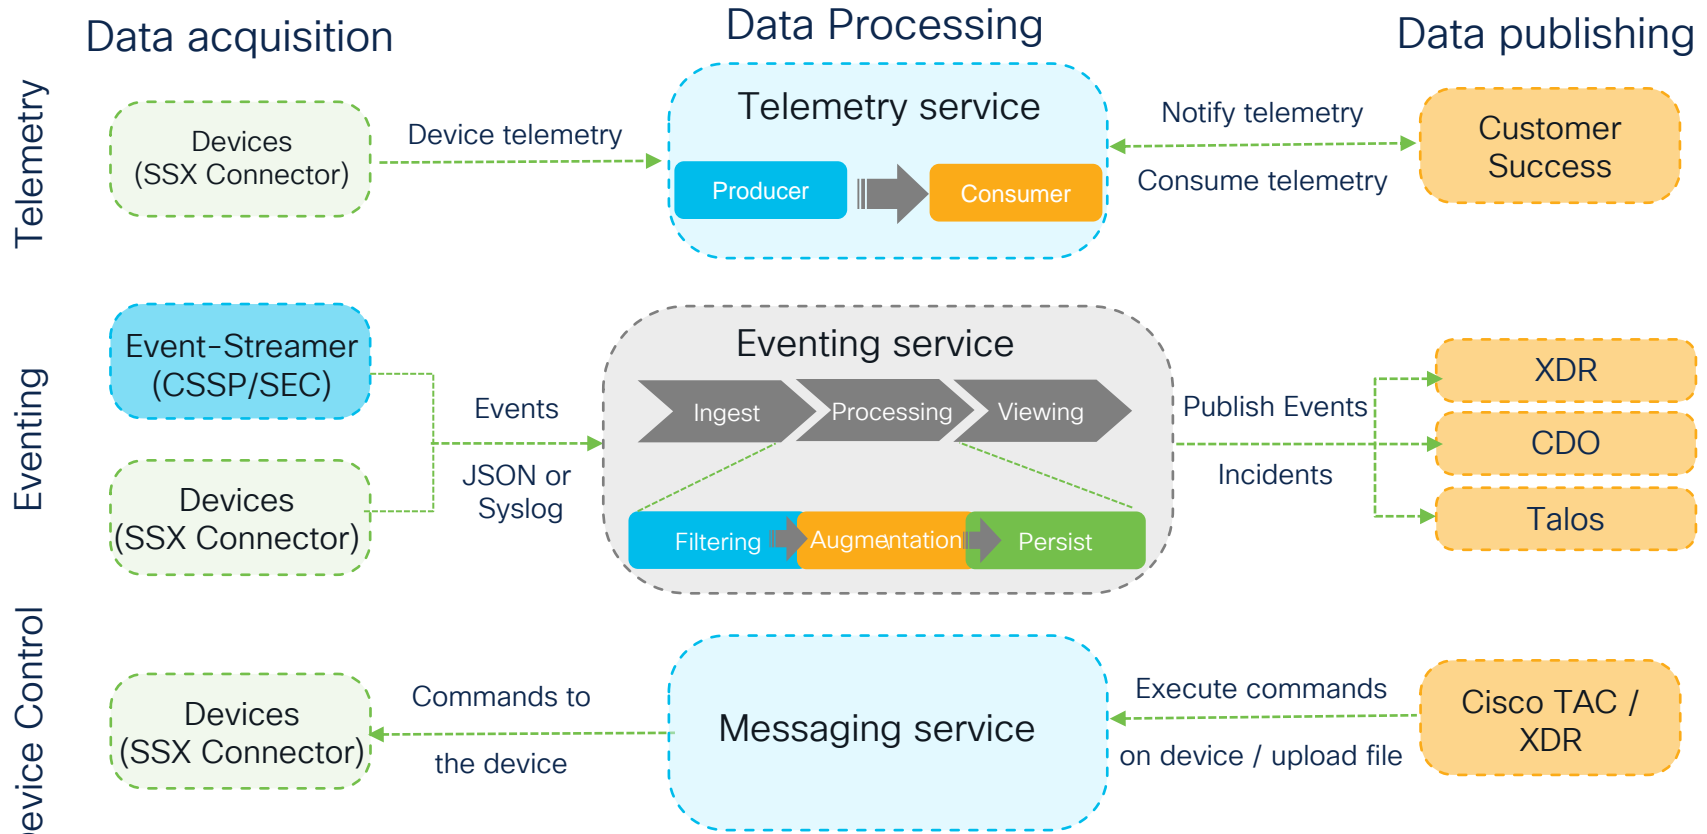 Data acquisition
Data Processing
Data publishing
Telemetry
Devices
(SSX Connector)
Device telemetry
Telemetry service
Producer
Consumer
Notify telemetry
Consume telemetry
Customer
Success
Eventing
Event-Streamer
(CSSP/SEC)
Devices
(SSX Connector)
Events
JSON or
Syslog
Eventing service
Ingest
Processing
Viewing
Filtering
Augmentation
Persist
Publish Events
Incidents
XDR
CDO
Talos
evice Control
Devices
(SSX Connector)
Commands to
the device
Messaging service
Execute commands
on device / upload file
Cisco TAC /
XDR